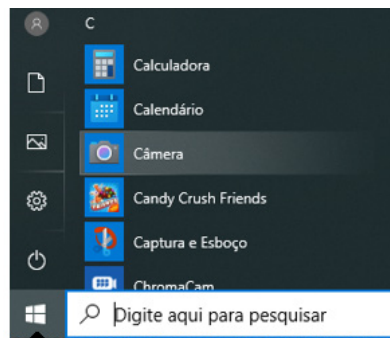 C
Calculadora
Calendário
Câmera
Candy Crush Friends
Captura e Esboço
ChromaCam
Digite aqui para pesquisar